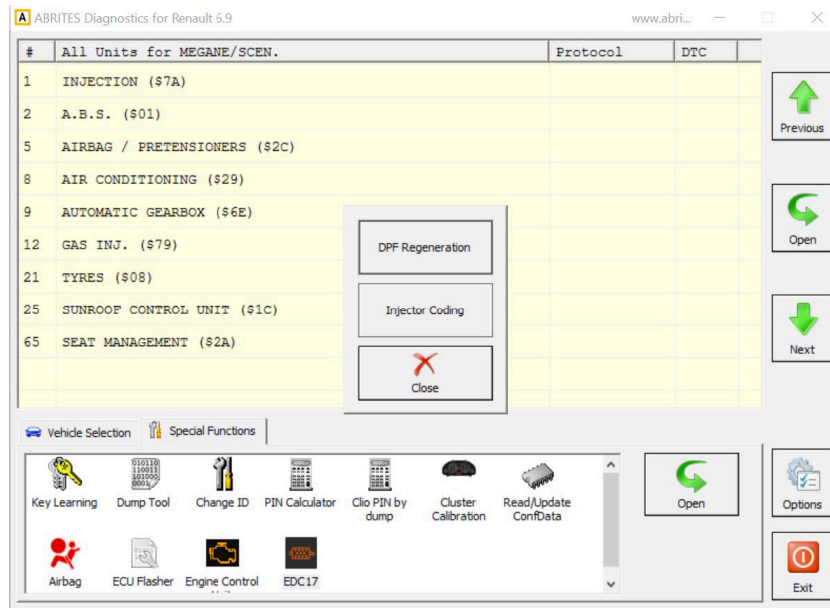 A ABRITES Diagnostics for Renault 6.9 www.abri...
# All Units for MEGANE/SCEN. Protocol DTC
1 INJECTION ($7A)
2 A.B.S. ($01)
5 AIRBAG / PRETENSIONERS ($2C)
8 AIR CONDITIONING ($29)
9 AUTOMATIC GEARBOX ($6E)
12 GAS INJ. ($79)
21 TYRES ($08)
25 SUNROOF CONTROL UNIT ($1C)
65 SEAT MANAGEMENT ($2A)
DPF Regeneration
Injector Coding
Close
Previous
Open
Next
Vehicle Selection Special Functions
Key Learning Dump Tool Change ID PIN Calculator Clio PIN by dump Cluster Calibration Read/Update ConfData
Airbag ECU Flasher Engine Control EDC17
Open
Options
Exit